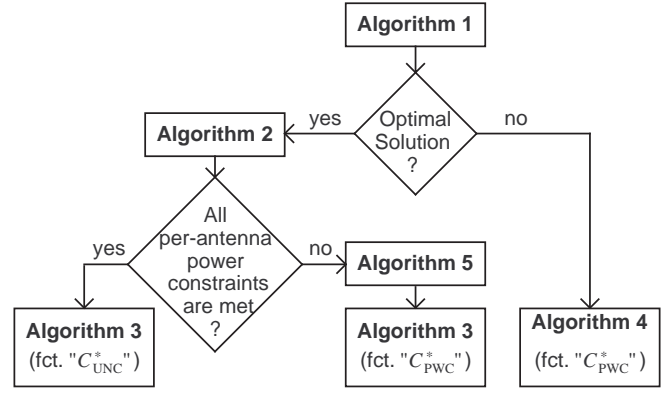 Algorithm 1
Optimal
Solution
?
yes
no
Algorithm 2
All
per-antenna
power
constraints
are met
?
yes
no
Algorithm 5
Algorithm 3
(fct. "C*UNC")
Algorithm 3
(fct. "C*PWC")
Algorithm 4
(fct. "C*PWC")